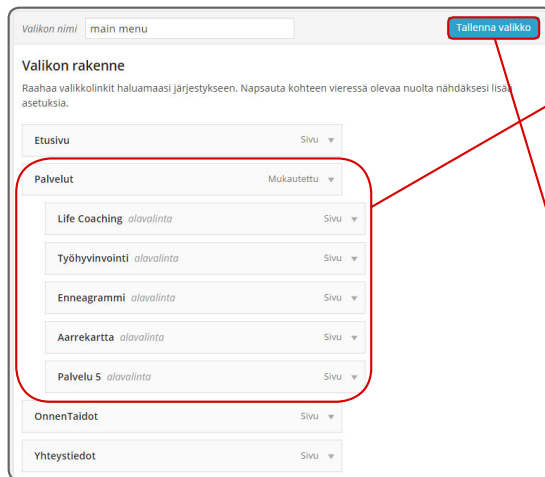 Valikon nimi main menu Tallenna valikko
Valikon rakenne
Raahaa valikkolinkit haluamaasi järjestykseen. Napsauta kohteen vieressä olevaa nuolta nähdäksesi lisää
asetuksia.
Etusivu Sivu
Palvelut Mukautettu
Life Coaching alavalinta Sivu
Työhyvinvointi alavalinta Sivu
Enneagrammi alavalinta Sivu
Aarrekartta alavalinta Sivu
Palvelu 5 alavalinta Sivu
OnnenTaidot Sivu
Yhteystiedot Sivu